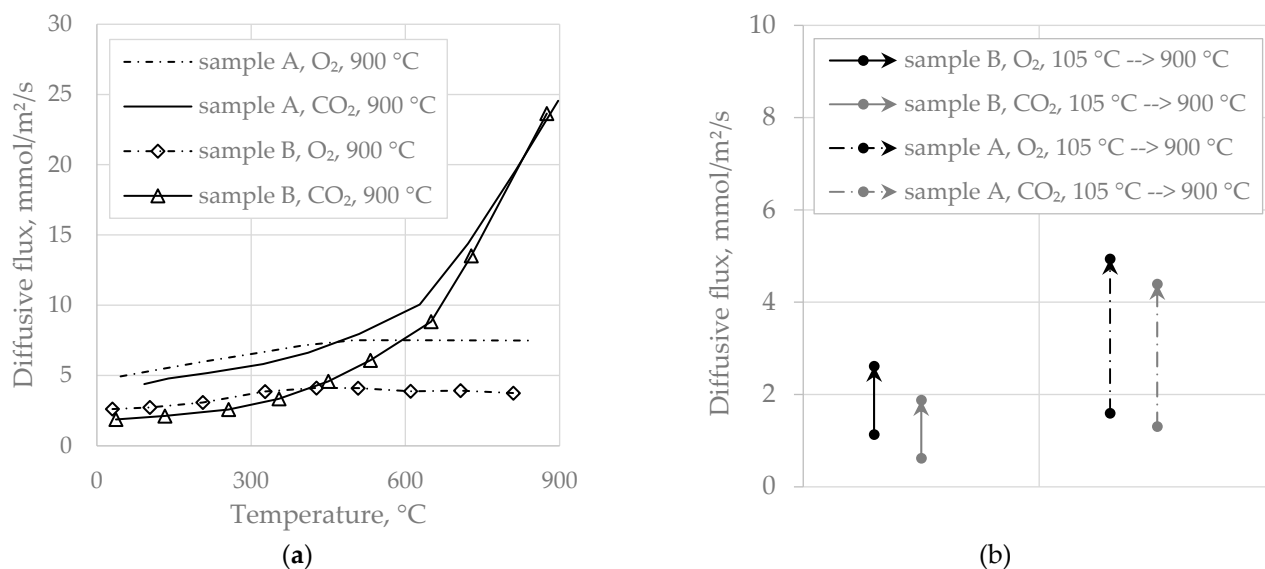 30
25
20
15
10
5
0
Diffusive flux, mmol/m²/s
sample A, O₂, 900 °C
sample A, CO₂, 900 °C
sample B, O₂, 900 °C
sample B, CO₂, 900 °C
0 300 600 900
Temperature, °C
(a)
10
8
6
4
2
0
Diffusive flux, mmol/m²/s
sample B, O₂, 105 °C --> 900 °C
sample B, CO₂, 105 °C --> 900 °C
sample A, O₂, 105 °C --> 900 °C
sample A, CO₂, 105 °C --> 900 °C
(b)